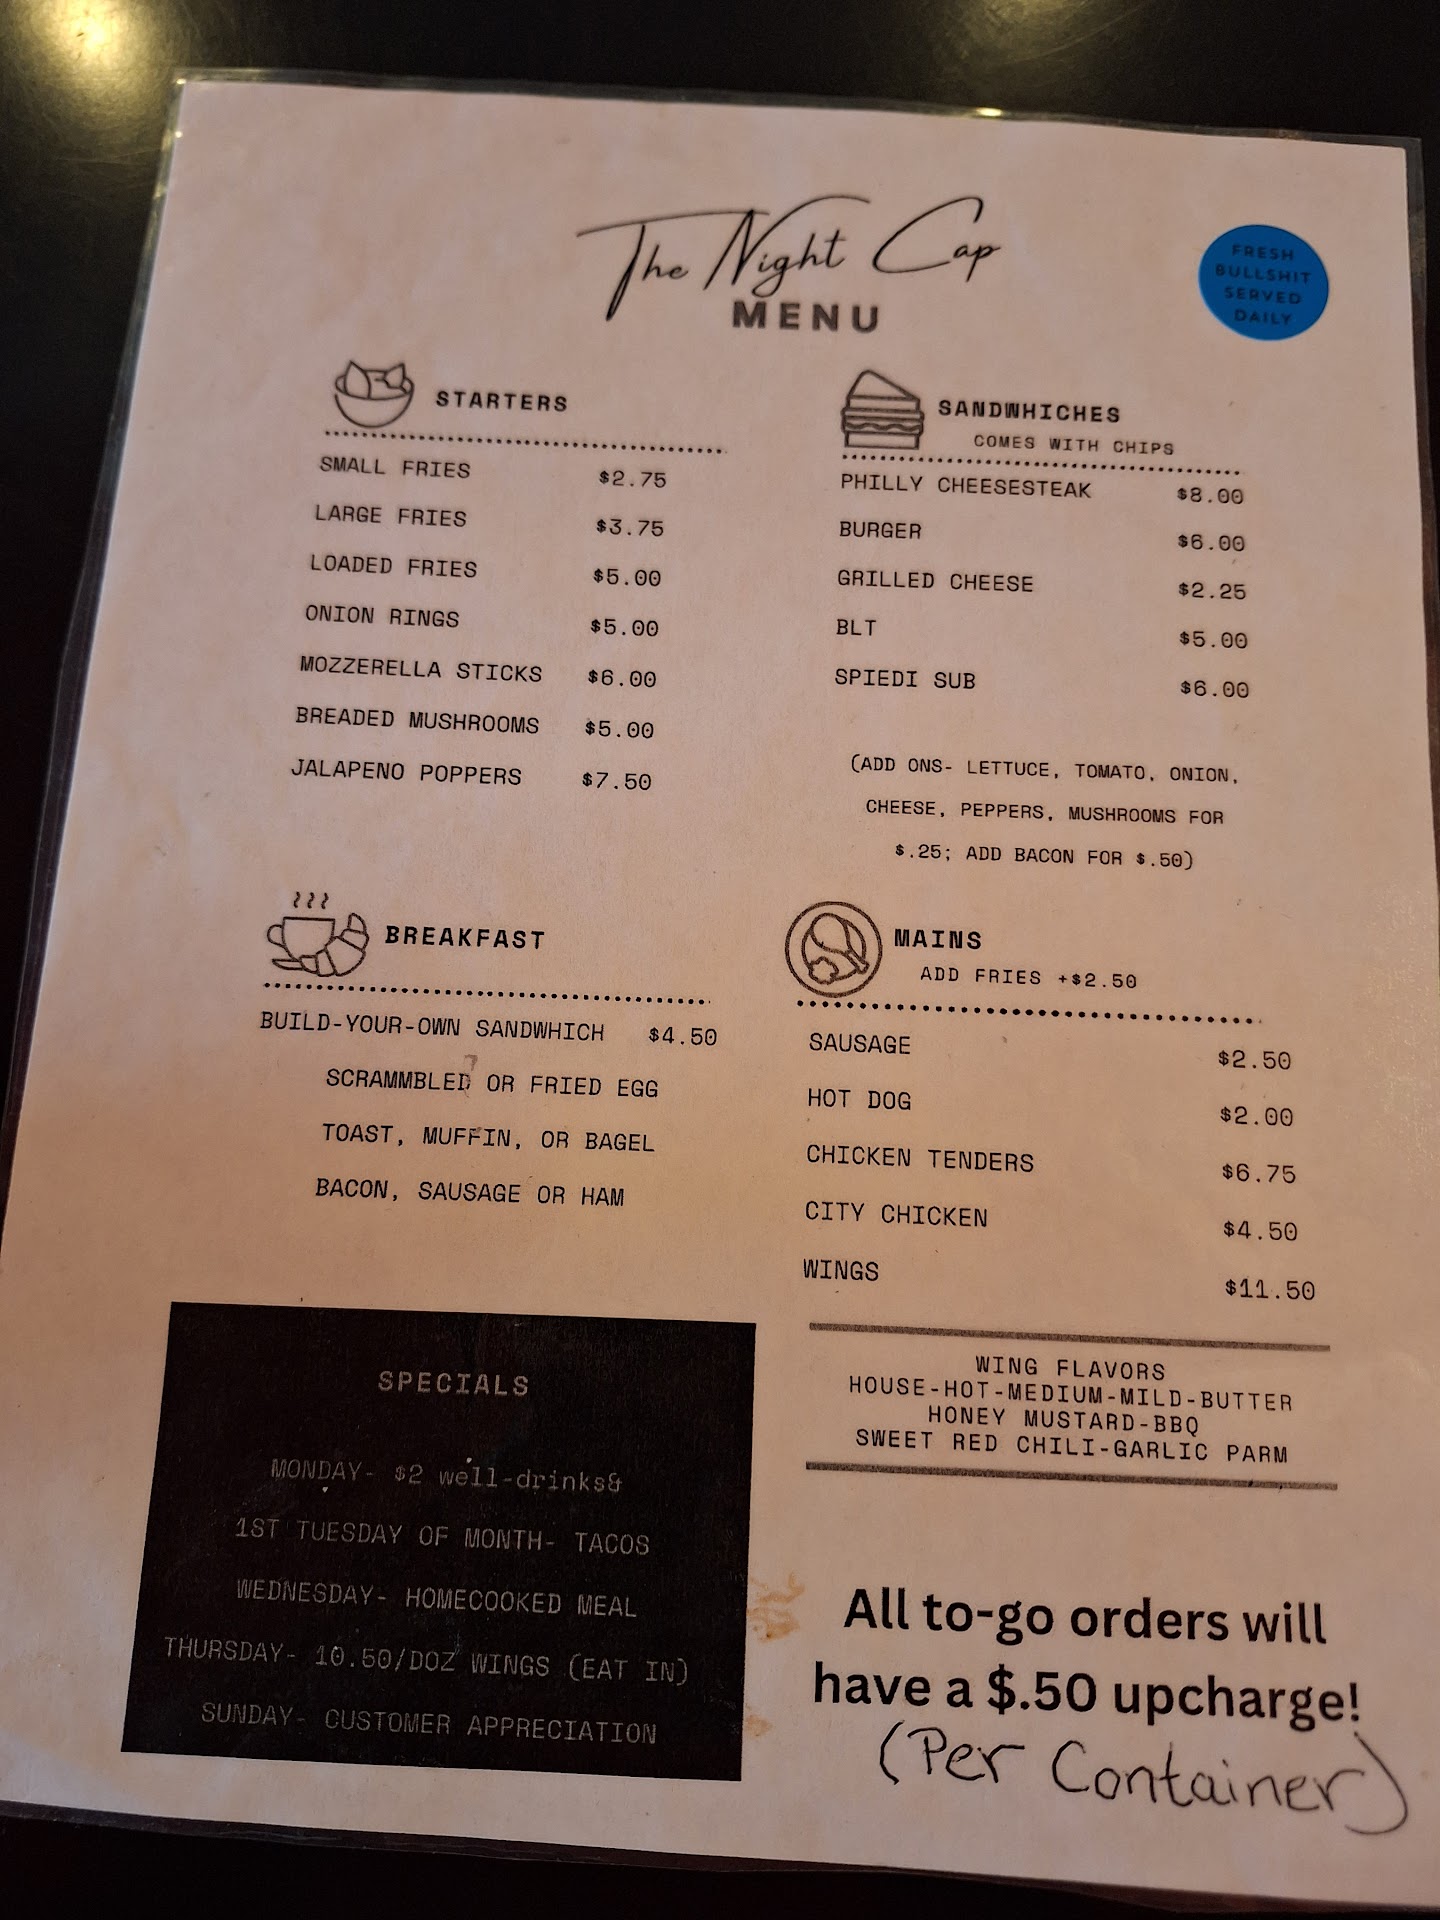 The Night Cap
MENU
FRESH
BULLSHIT
SERVED
DAILY
STARTERS
SMALL FRIES $2.75
LARGE FRIES $3.75
LOADED FRIES $5.00
ONION RINGS $5.00
MOZZERELLA STICKS $6.00
BREADED MUSHROOMS $5.00
JALAPENO POPPERS $7.50
SANDWHICHES
COMES WITH CHIPS
PHILLY CHEESESTEAK $8.00
BURGER $6.00
GRILLED CHEESE $2.25
BLT $5.00
SPIEDI SUB $6.00
(ADD ONS- LETTUCE, TOMATO, ONION,
CHEESE, PEPPERS, MUSHROOMS FOR
$.25; ADD BACON FOR $.50)
BREAKFAST
BUILD-YOUR-OWN SANDWHICH $4.50
SCRAMMBLED OR FRIED EGG
TOAST, MUFFIN, OR BAGEL
BACON, SAUSAGE OR HAM
MAINS
ADD FRIES +$2.50
SAUSAGE $2.50
HOT DOG $2.00
CHICKEN TENDERS $6.75
CITY CHICKEN $4.50
WINGS $11.50
WING FLAVORS
HOUSE-HOT-MEDIUM-MILD-BUTTER
HONEY MUSTARD-BBQ
SWEET RED CHILI-GARLIC PARM
SPECIALS
MONDAY- $2 well-drinks&
1ST TUESDAY OF MONTH- TACOS
WEDNESDAY- HOMECOOKED MEAL
THURSDAY- 10.50/DOZ WINGS (EAT IN)
SUNDAY- CUSTOMER APPRECIATION
All to-go orders will
have a $.50 upcharge!
(Per Container)